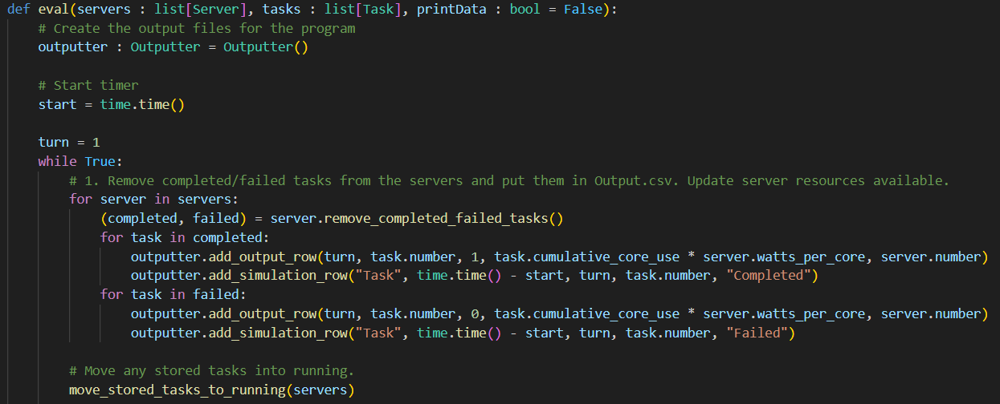 def eval(servers : list[Server], tasks : list[Task], printData : bool = False):
    # Create the output files for the program
    outputter : Outputter = Outputter()

    # Start timer
    start = time.time()

    turn = 1
    while True:
        # 1. Remove completed/failed tasks from the servers and put them in Output.csv. Update server resources available.
        for server in servers:
            (completed, failed) = server.remove_completed_failed_tasks()
            for task in completed:
                outputter.add_output_row(turn, task.number, 1, task.cumulative_core_use * server.watts_per_core, server.number)
                outputter.add_simulation_row("Task", time.time() - start, turn, task.number, "Completed")
            for task in failed:
                outputter.add_output_row(turn, task.number, 0, task.cumulative_core_use * server.watts_per_core, server.number)
                outputter.add_simulation_row("Task", time.time() - start, turn, task.number, "Failed")

        # Move any stored tasks into running.
        move_stored_tasks_to_running(servers)